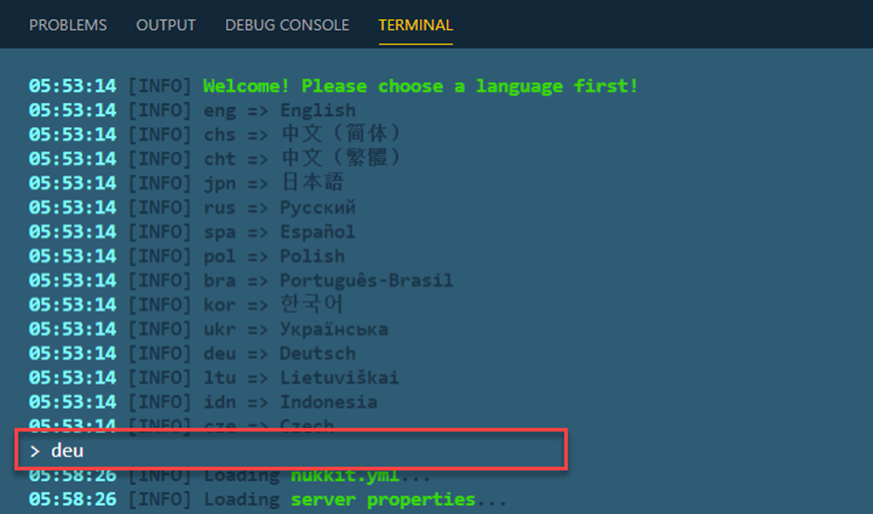 PROBLEMS OUTPUT DEBUG CONSOLE TERMINAL
05:53:14 [INFO] Welcome! Please choose a language first!
05:53:14 [INFO] eng => English
05:53:14 [INFO] chs => 中文（简体）
05:53:14 [INFO] cht => 中文（繁體）
05:53:14 [INFO] jpn => 日本語
05:53:14 [INFO] rus => Русский
05:53:14 [INFO] spa => Español
05:53:14 [INFO] pol => Polish
05:53:14 [INFO] bra => Português-Brasil
05:53:14 [INFO] kor => 한국어
05:53:14 [INFO] ukr => Українська
05:53:14 [INFO] deu => Deutsch
05:53:14 [INFO] ltu => Lietuviškai
05:53:14 [INFO] idn => Indonesia
05:53:14 [INFO] cze => Czech
> deu
05:58:26 [INFO] Loading nukkit.yml...
05:58:26 [INFO] Loading server properties...